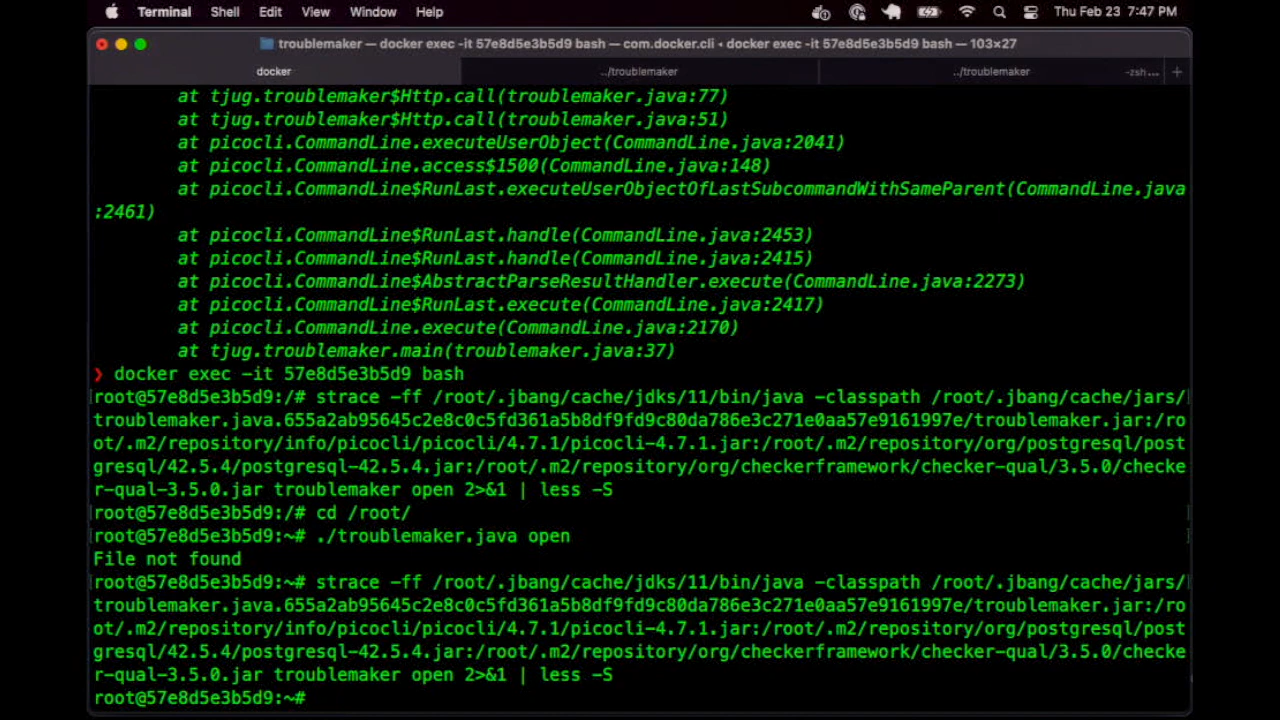 Terminal Shell Edit View Window Help Thu Feb 23 7:47 PM
troublemaker — docker exec -it 57e8d5e3b5d9 bash — com.docker.cli ◂ docker exec -it 57e8d5e3b5d9 bash — 103×27
docker ../troublemaker ../troublemaker -zsh... +
at tjug.troublemaker$Http.call(troublemaker.java:77)
at tjug.troublemaker$Http.call(troublemaker.java:51)
at picocli.CommandLine.executeUserObject(CommandLine.java:2041)
at picocli.CommandLine.access$1500(CommandLine.java:148)
at picocli.CommandLine$RunLast.executeUserObjectOfLastSubcommandWithSameParent(CommandLine.java
:2461)
at picocli.CommandLine$RunLast.handle(CommandLine.java:2453)
at picocli.CommandLine$RunLast.handle(CommandLine.java:2415)
at picocli.CommandLine$AbstractParseResultHandler.execute(CommandLine.java:2273)
at picocli.CommandLine$RunLast.execute(CommandLine.java:2417)
at picocli.CommandLine.execute(CommandLine.java:2170)
at tjug.troublemaker.main(troublemaker.java:37)
❯ docker exec -it 57e8d5e3b5d9 bash
root@57e8d5e3b5d9:/# strace -ff /root/.jbang/cache/jdks/11/bin/java -classpath /root/.jbang/cache/jars/
troublemaker.java.655a2ab95645c2e8c0c5fd361a5b8df9fd9c80da786e3c271e0aa57e9161997e/troublemaker.jar:/ro
ot/.m2/repository/info/picocli/picocli/4.7.1/picocli-4.7.1.jar:/root/.m2/repository/org/postgresql/post
gresql/42.5.4/postgresql-42.5.4.jar:/root/.m2/repository/org/checkerframework/checker-qual/3.5.0/checke
r-qual-3.5.0.jar troublemaker open 2>&1 | less -S
root@57e8d5e3b5d9:/# cd /root/
root@57e8d5e3b5d9:~# ./troublemaker.java open
File not found
root@57e8d5e3b5d9:~# strace -ff /root/.jbang/cache/jdks/11/bin/java -classpath /root/.jbang/cache/jars/
troublemaker.java.655a2ab95645c2e8c0c5fd361a5b8df9fd9c80da786e3c271e0aa57e9161997e/troublemaker.jar:/ro
ot/.m2/repository/info/picocli/picocli/4.7.1/picocli-4.7.1.jar:/root/.m2/repository/org/postgresql/post
gresql/42.5.4/postgresql-42.5.4.jar:/root/.m2/repository/org/checkerframework/checker-qual/3.5.0/checke
r-qual-3.5.0.jar troublemaker open 2>&1 | less -S
root@57e8d5e3b5d9:~#